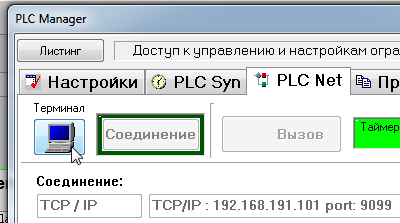 PLC Manager
Листинг
Доступ к управлению и настройкам огра
Настройки
PLC Syn
PLC Net
Пр
Терминал
Соединение
Вызов
Таймер
Соединение:
TCP / IP
TCP/IP : 192.168.191.101 port: 9099